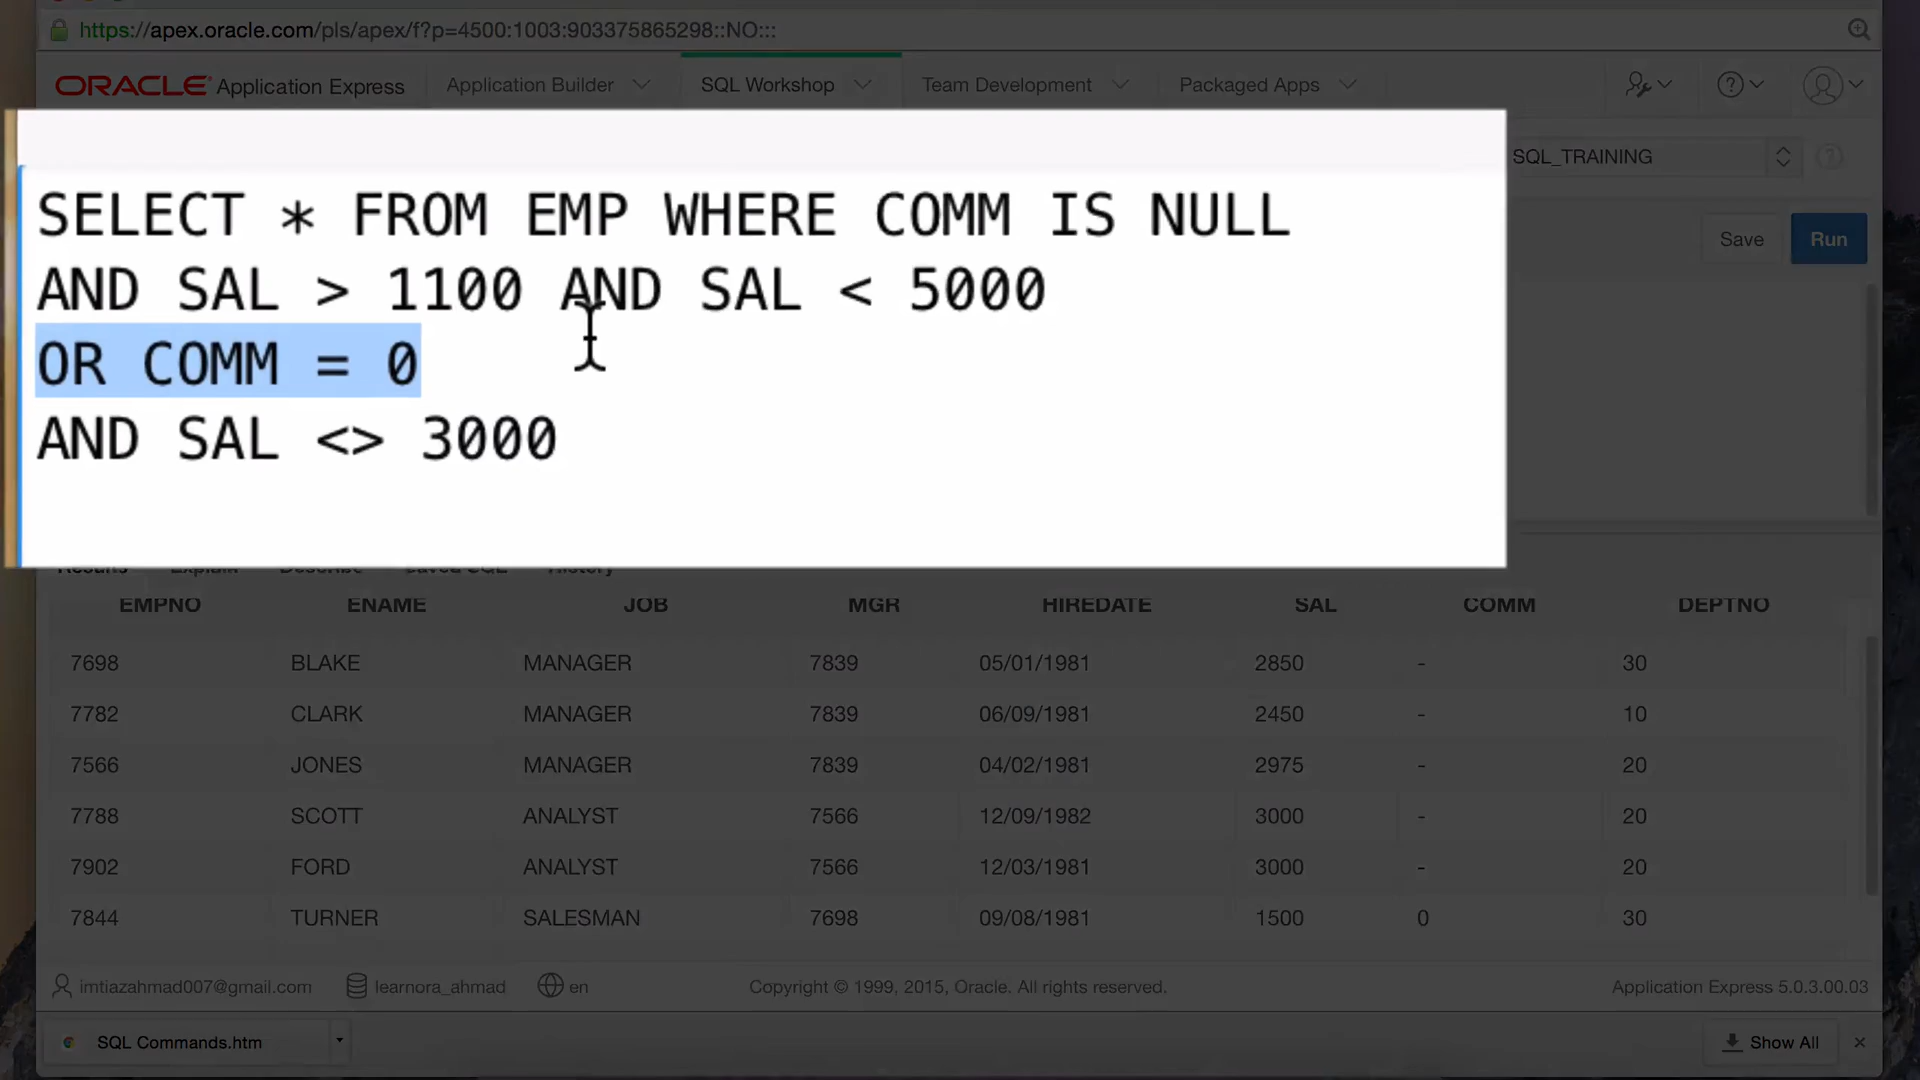 https://apex.oracle.com/pls/apex/f?p=4500:1003:903375865298::NO:::
ORACLE Application Express Application Builder SQL Workshop Team Development Packaged Apps
SQL_TRAINING
Save Run
SELECT * FROM EMP WHERE COMM IS NULL
AND SAL > 1100 AND SAL < 5000
OR COMM = 0
AND SAL <> 3000
Results Explain Describe Saved SQL History
EMPNO ENAME JOB MGR HIREDATE SAL COMM DEPTNO
7698 BLAKE MANAGER 7839 05/01/1981 2850 - 30
7782 CLARK MANAGER 7839 06/09/1981 2450 - 10
7566 JONES MANAGER 7839 04/02/1981 2975 - 20
7788 SCOTT ANALYST 7566 12/09/1982 3000 - 20
7902 FORD ANALYST 7566 12/03/1981 3000 - 20
7844 TURNER SALESMAN 7698 09/08/1981 1500 0 30
imtiazahmad007@gmail.com learnora_ahmad en Copyright © 1999, 2015, Oracle. All rights reserved. Application Express 5.0.3.00.03
SQL Commands.htm Show All